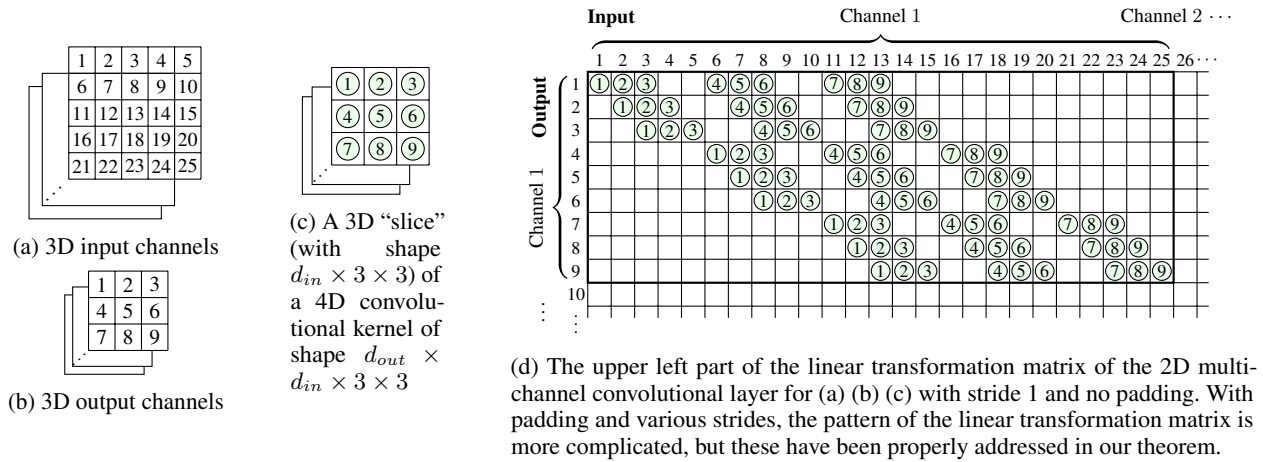 1 2 3 4 5
6 7 8 9 10
11 12 13 14 15
16 17 18 19 20
21 22 23 24 25
(a) 3D input channels
1 2 3
4 5 6
7 8 9
(b) 3D output channels
1 2 3
4 5 6
7 8 9
(c) A 3D “slice”
(with shape
d_in × 3 × 3) of
a 4D convolu-
tional kernel of
shape d_out ×
d_in × 3 × 3
Input Channel 1 Channel 2 ···
1 2 3 4 5 6 7 8 9 10 11 12 13 14 15 16 17 18 19 20 21 22 23 24 25 26 ···
Output
Channel 1
1 1 2 3 4 5 6 7 8 9
2 1 2 3 4 5 6 7 8 9
3 1 2 3 4 5 6 7 8 9
4 1 2 3 4 5 6 7 8 9
5 1 2 3 4 5 6 7 8 9
6 1 2 3 4 5 6 7 8 9
7 1 2 3 4 5 6 7 8 9
8 1 2 3 4 5 6 7 8 9
9 1 2 3 4 5 6 7 8 9
10
(d) The upper left part of the linear transformation matrix of the 2D multi-
channel convolutional layer for (a) (b) (c) with stride 1 and no padding. With
padding and various strides, the pattern of the linear transformation matrix is
more complicated, but these have been properly addressed in our theorem.